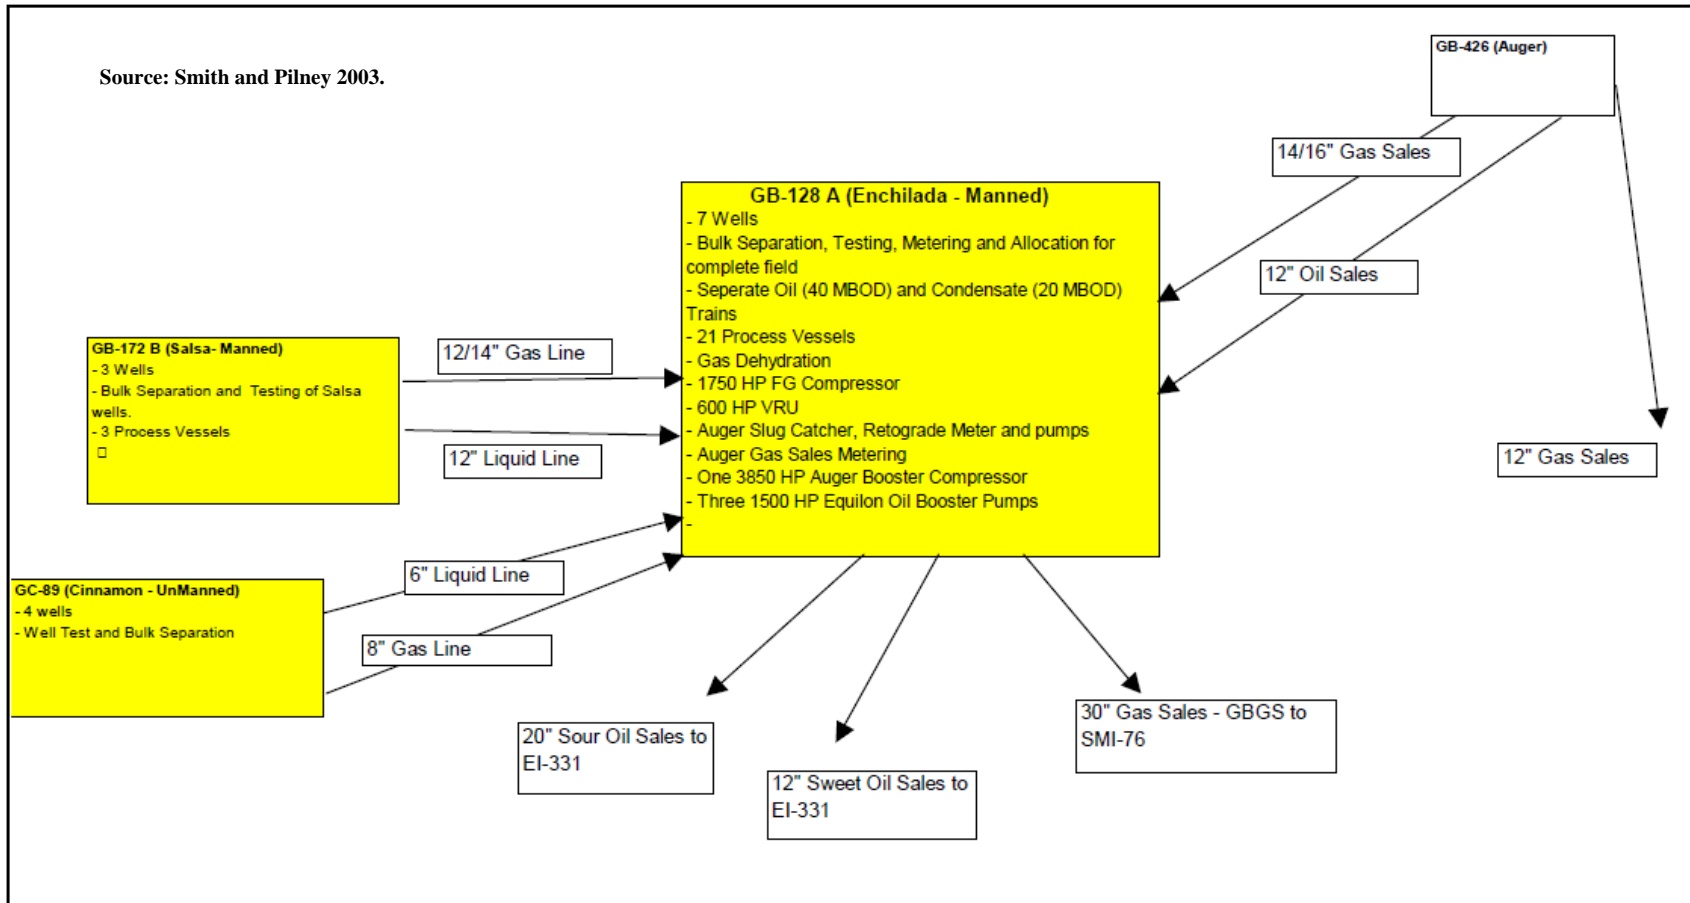 Source: Smith and Pilney 2003.
GB-426 (Auger)
14/16" Gas Sales
12" Oil Sales
12" Gas Sales
GB-128 A (Enchilada - Manned)
- 7 Wells
- Bulk Separation, Testing, Metering and Allocation for
complete field
- Seperate Oil (40 MBOD) and Condensate (20 MBOD)
Trains
- 21 Process Vessels
- Gas Dehydration
- 1750 HP FG Compressor
- 600 HP VRU
- Auger Slug Catcher, Retograde Meter and pumps
- Auger Gas Sales Metering
- One 3850 HP Auger Booster Compressor
- Three 1500 HP Equilon Oil Booster Pumps
-
GB-172 B (Salsa- Manned)
- 3 Wells
- Bulk Separation and  Testing of Salsa
wells.
- 3 Process Vessels
12/14" Gas Line
12" Liquid Line
GC-89 (Cinnamon - UnManned)
- 4 wells
- Well Test and Bulk Separation
6" Liquid Line
8" Gas Line
20" Sour Oil Sales to
EI-331
12" Sweet Oil Sales to
EI-331
30" Gas Sales - GBGS to
SMI-76